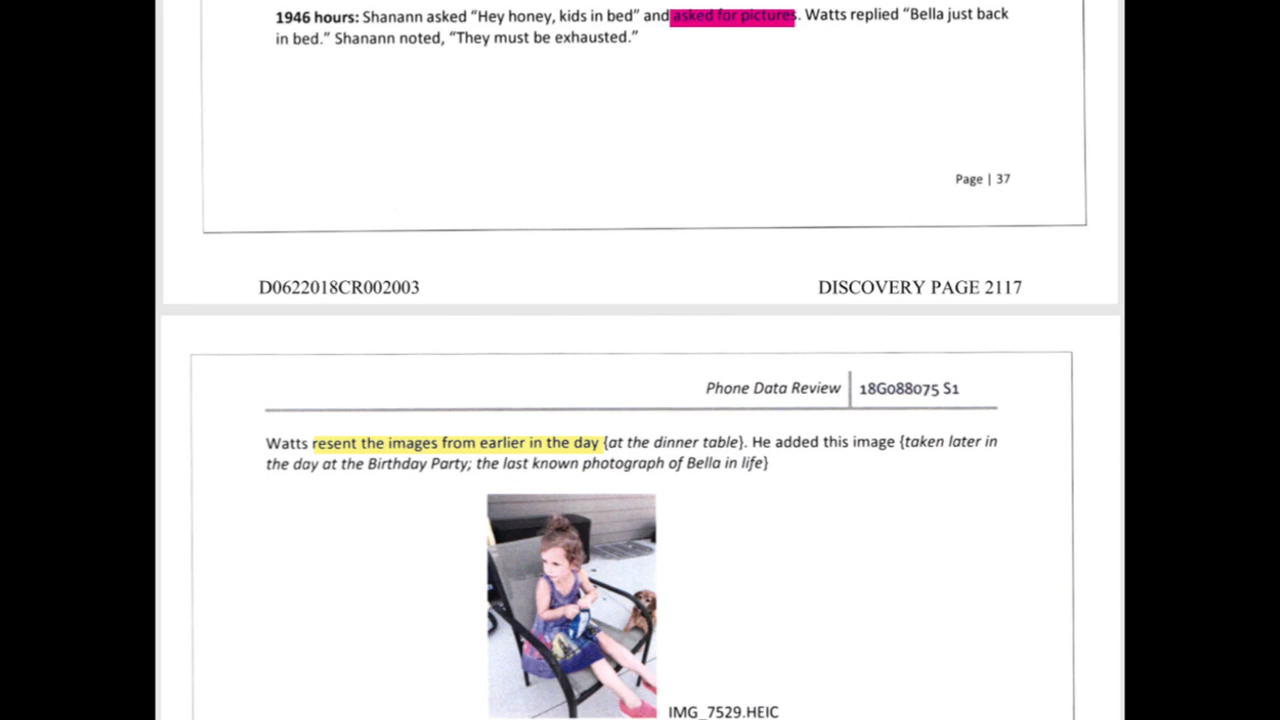 1946 hours: Shanann asked “Hey honey, kids in bed” and asked for pictures. Watts replied “Bella just back
in bed.” Shanann noted, “They must be exhausted.”
Page | 37
D0622018CR002003
DISCOVERY PAGE 2117
Phone Data Review
18G088075 S1
Watts resent the images from earlier in the day {at the dinner table}. He added this image {taken later in
the day at the Birthday Party; the last known photograph of Bella in life}
IMG_7529.HEIC